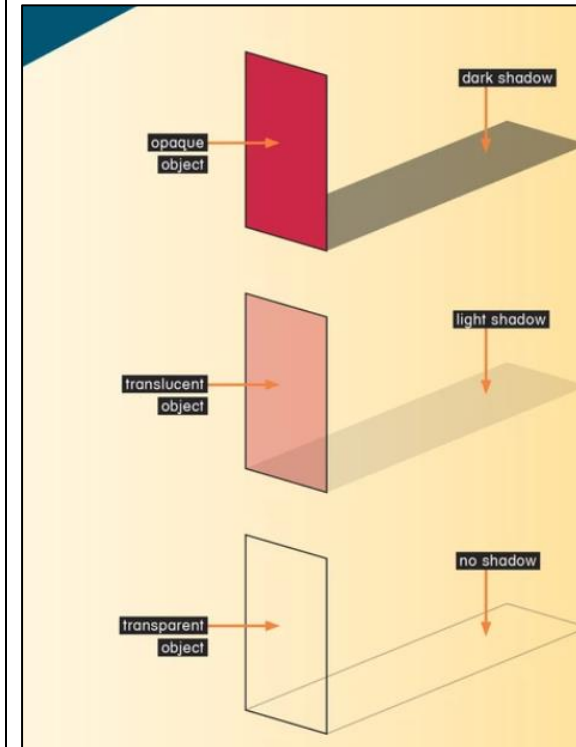 dark shadow
opaque
object
light shadow
translucent
object
no shadow
transparent
object